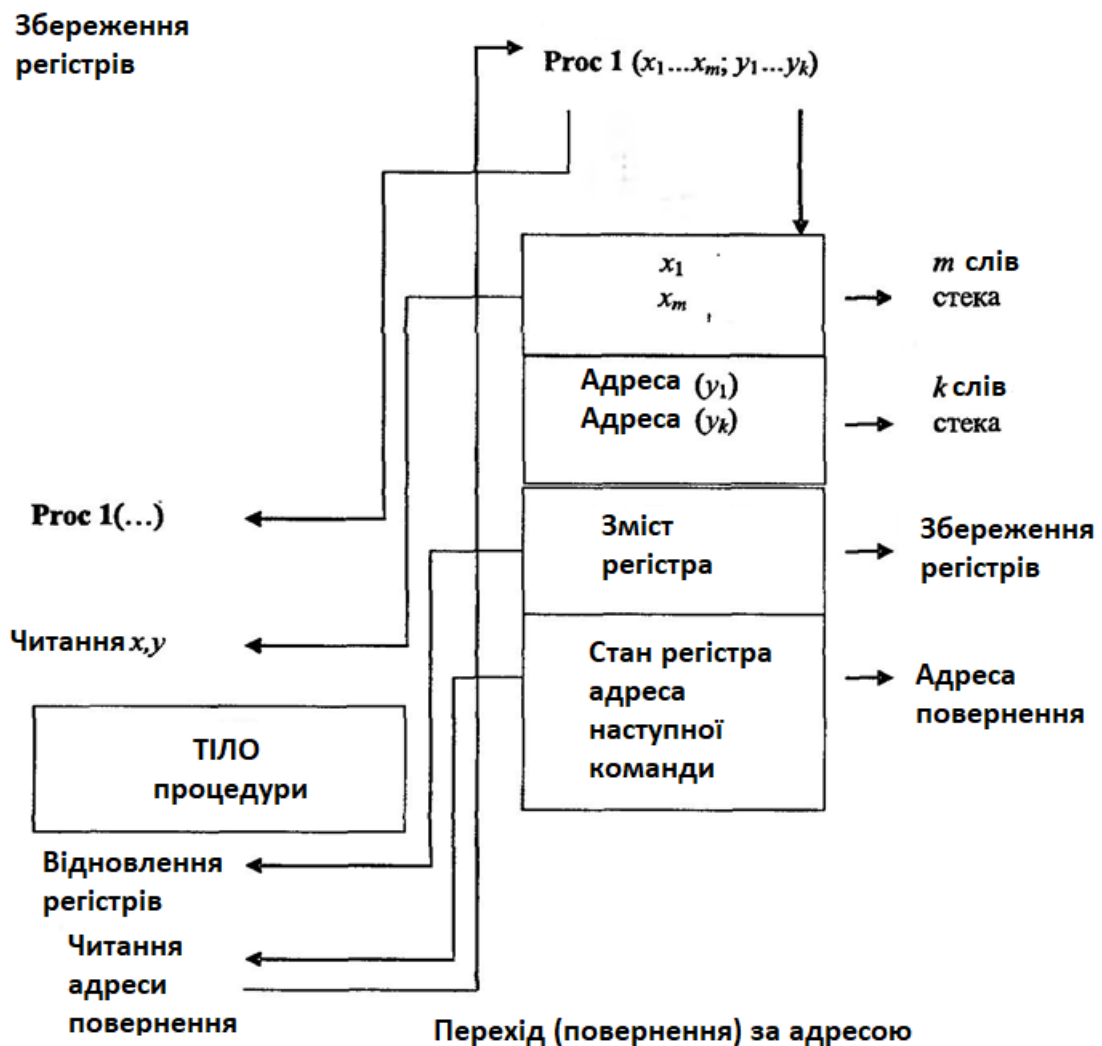 Збереження
регістрів
Proc 1 (x₁...xₘ; y₁...yₖ)
x₁
xₘ
m слів
стека
Адреса (y₁)
Адреса (yₖ)
k слів
стека
Proc 1(...)
Зміст
регістра
Збереження
регістрів
Читання x,y
Стан регістра
адреса
наступної
команди
Адреса
повернення
ТІЛО
процедури
Відновлення
регістрів
Читання
адреси
повернення
Перехід (повернення) за адресою